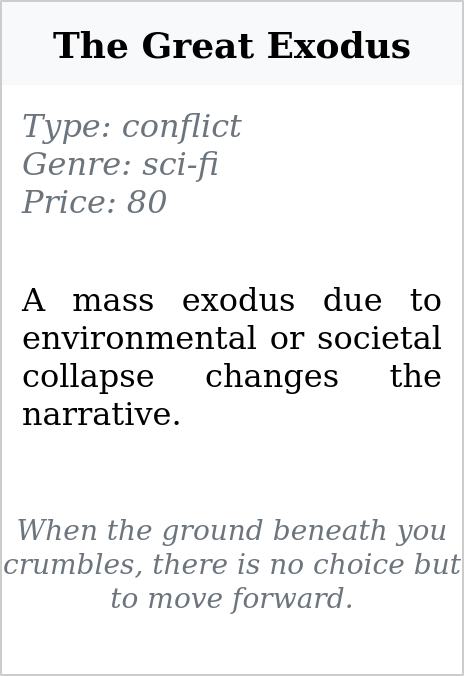 The Great Exodus
Type: conflict
Genre: sci-fi
Price: 80
A mass exodus due to
environmental or societal
collapse changes the
narrative.
When the ground beneath you
crumbles, there is no choice but
to move forward.